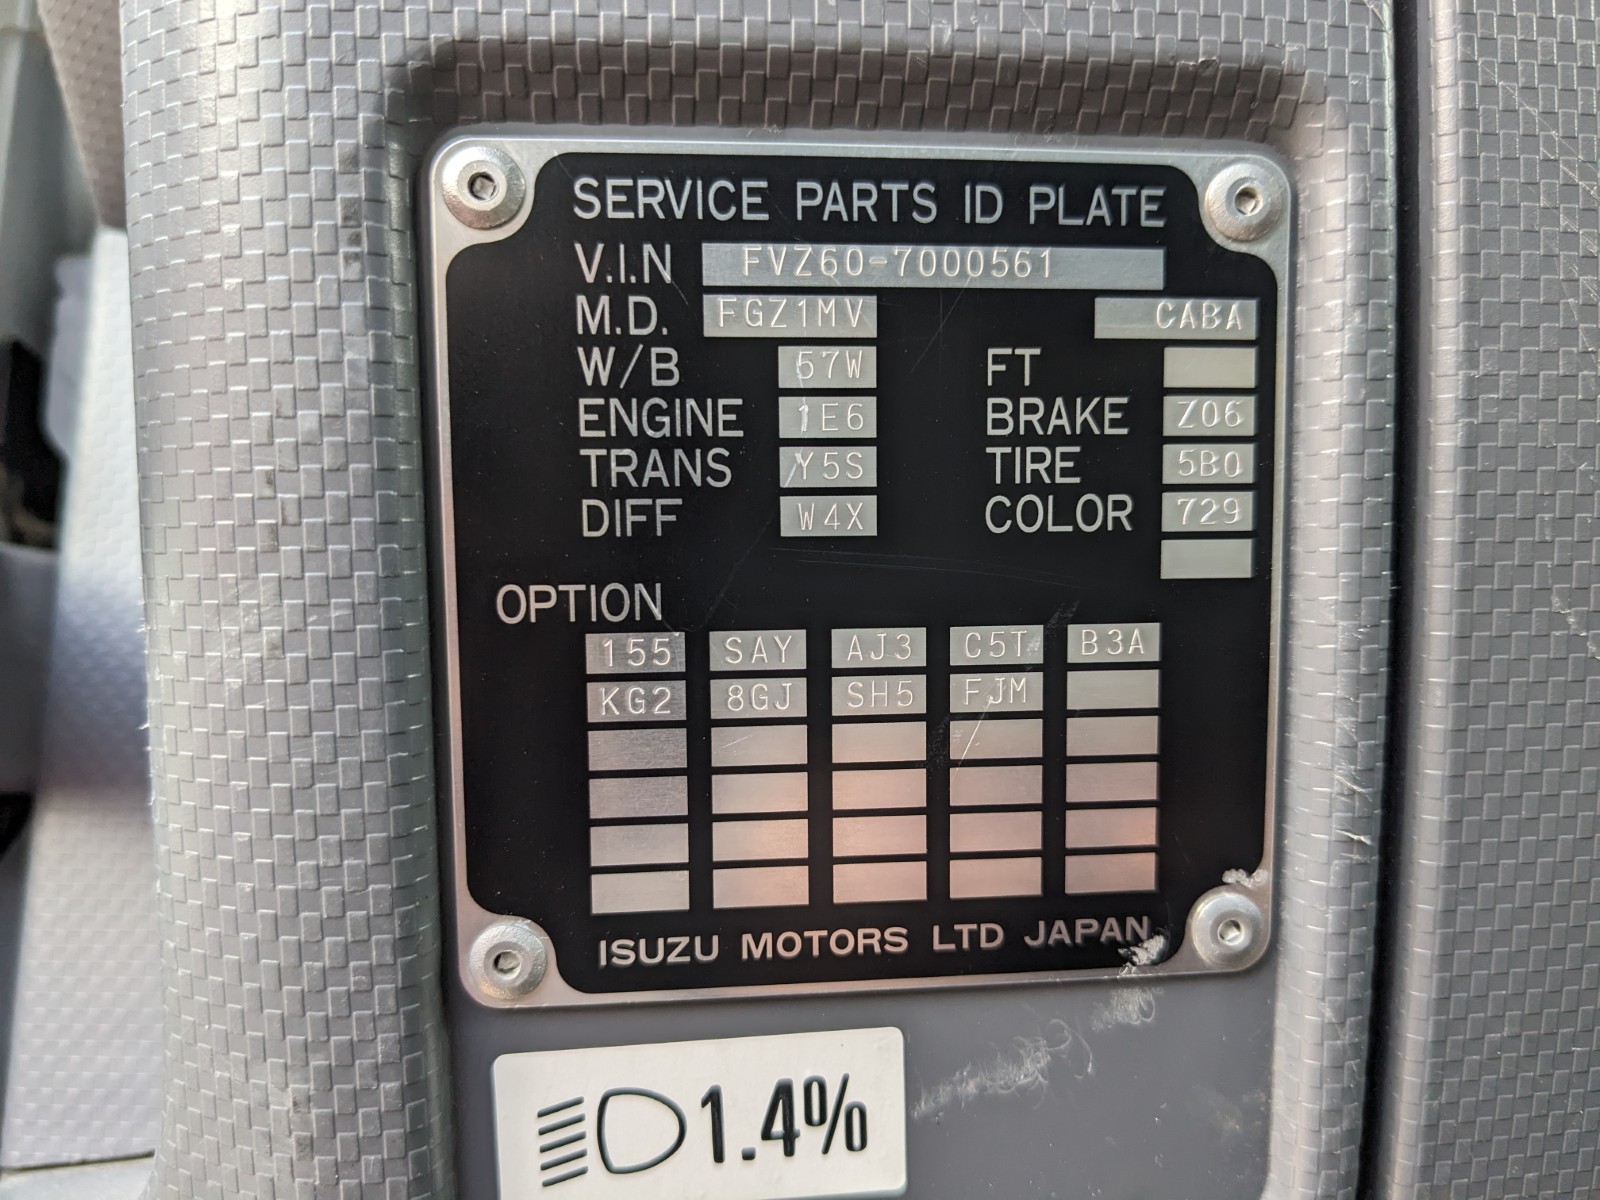 SERVICE PARTS ID PLATE
V.I.N FVZ60-7000561
M.D. FGZ1MV CABA
W/B 57W FT
ENGINE 1E6 BRAKE Z06
TRANS Y5S TIRE 5B0
DIFF W4X COLOR 729
OPTION
155 SAY AJ3 C5T B3A
KG2 8GJ SH5 FJM
ISUZU MOTORS LTD JAPAN
1.4%